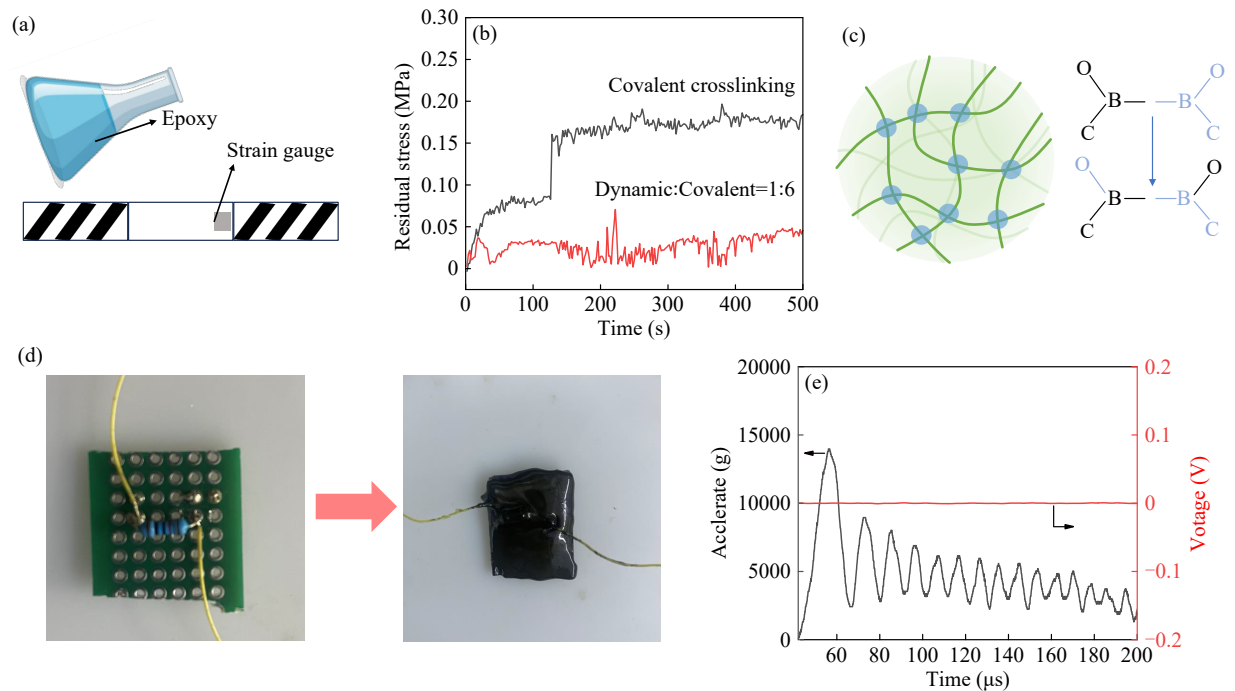 (a)
Epoxy
Strain gauge
(b)
0.30
0.25
0.20
0.15
0.10
0.05
0
Residual stress (MPa)
Covalent crosslinking
Dynamic:Covalent=1:6
0 100 200 300 400 500
Time (s)
(c)
O O
B B
C C
O O
B B
C C
(d)
(e)
20000
15000
10000
5000
0
Acclerate (g)
0.2
0.1
0
−0.1
−0.2
Votage (V)
60 80 100 120 140 160 180 200
Time (μs)